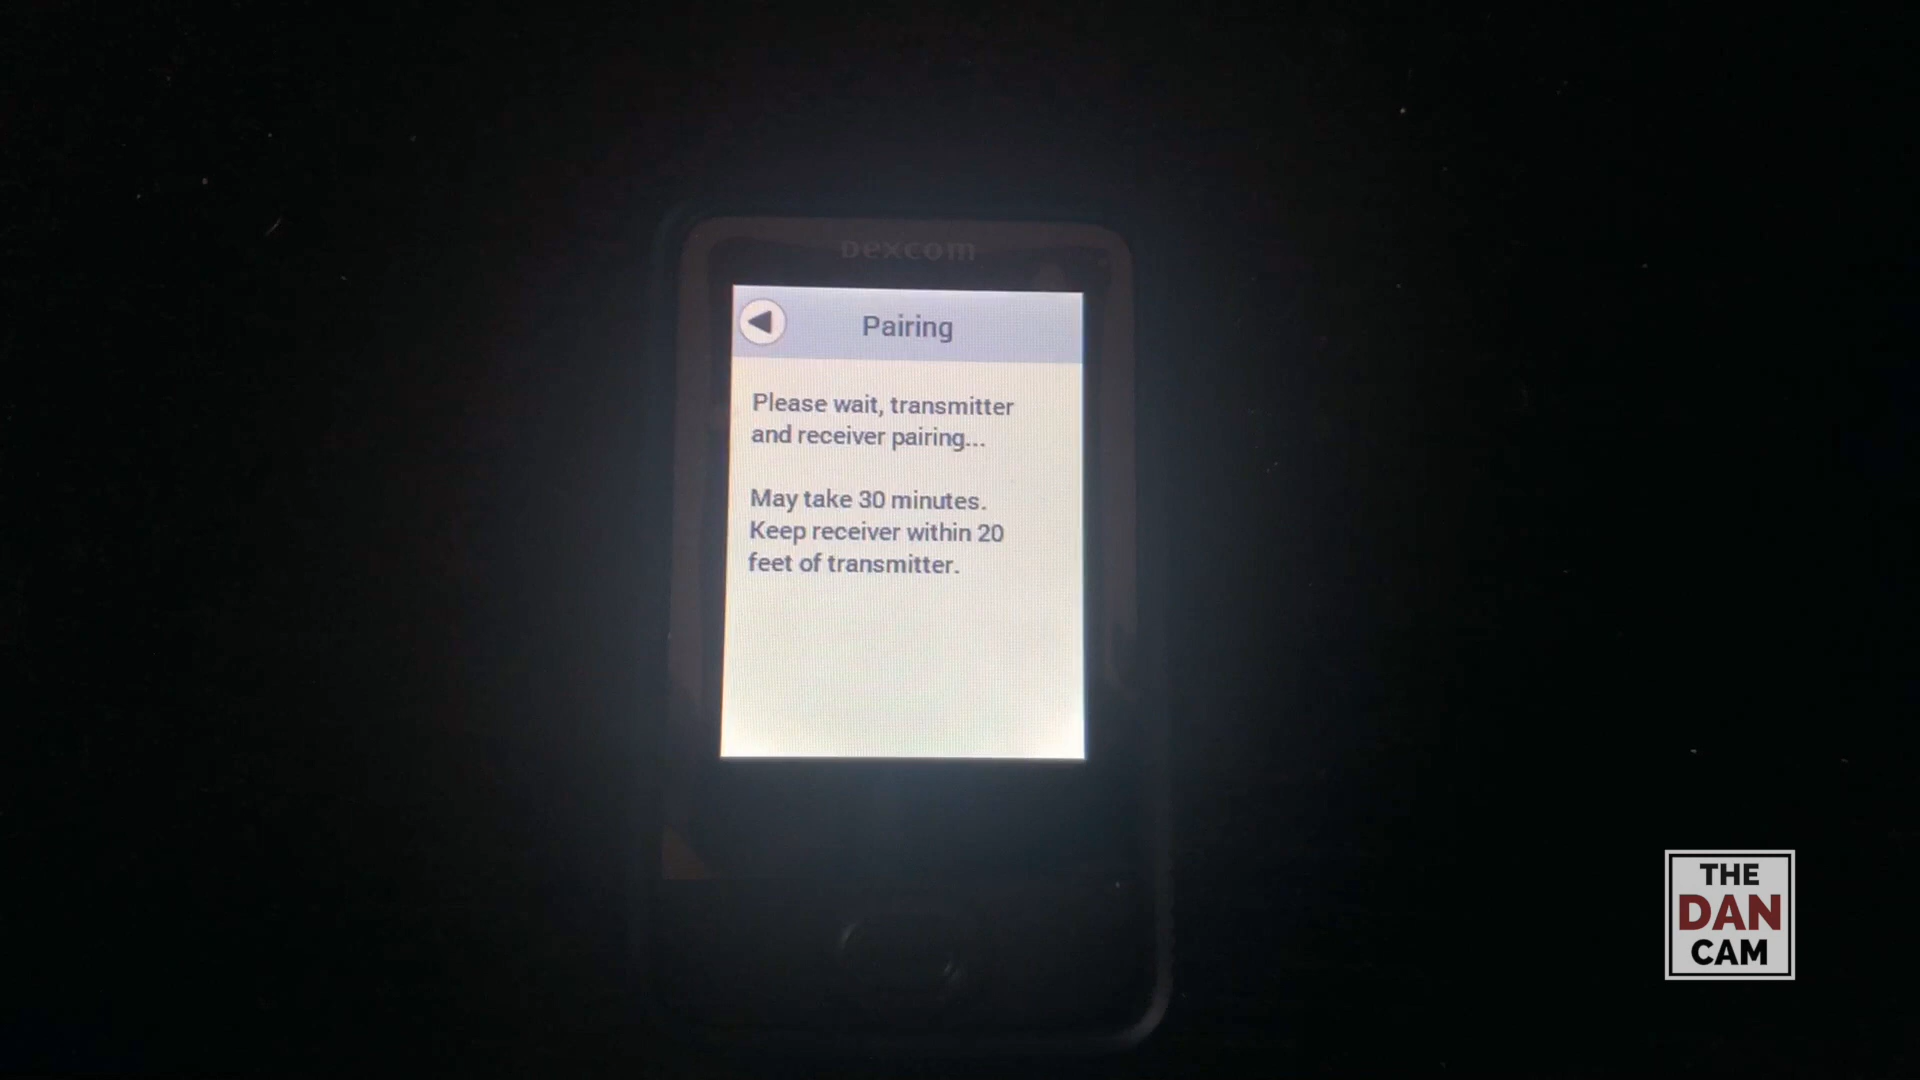 Dexcom
Pairing
Please wait, transmitter
and receiver pairing...
May take 30 minutes.
Keep receiver within 20
feet of transmitter.
THE
DAN
CAM